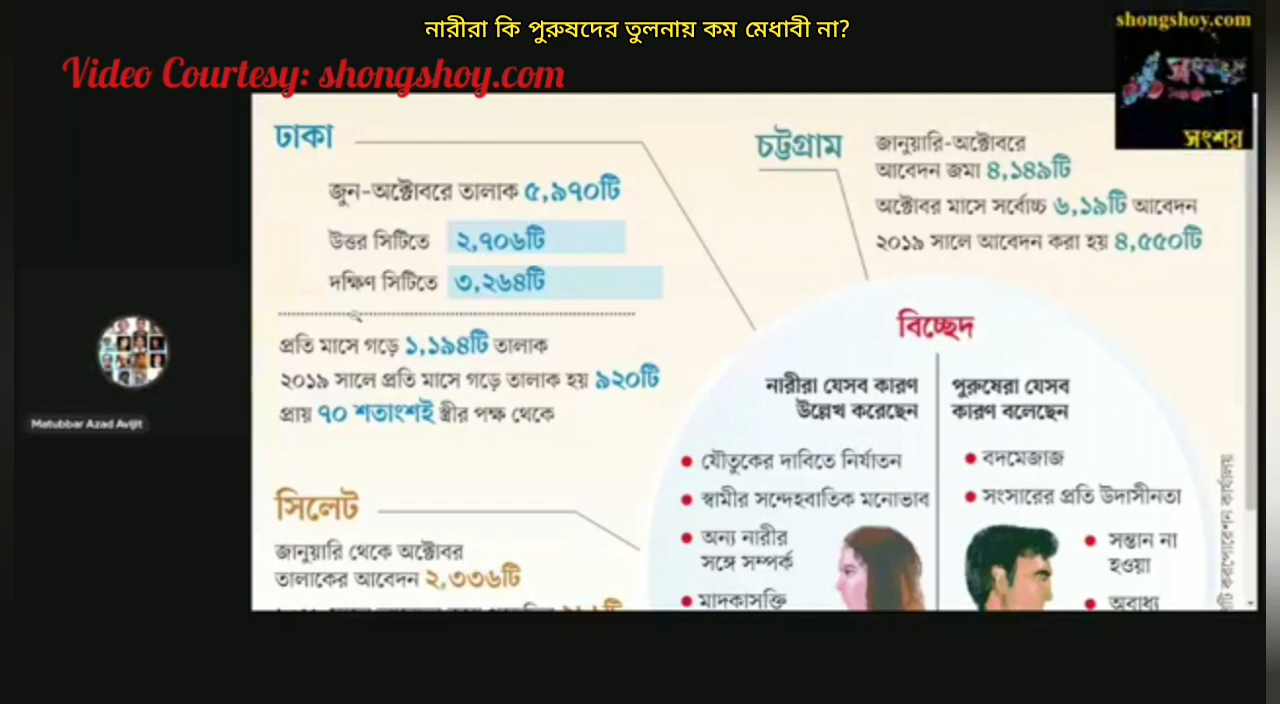 নারীরা কি পুরুষদের তুলনায় কম মেধাবী না?
shongshoy.com
Video Courtesy: shongshoy.com
সংশয়
সংশয়
Matubbar Azad Avijit
ঢাকা
জুন-অক্টোবরে তালাক ৫,৯৭০টি
উত্তর সিটিতে ২,৭০৬টি
দক্ষিণ সিটিতে ৩,২৬৪টি
প্রতি মাসে গড়ে ১,১৯৪টি তালাক
২০১৯ সালে প্রতি মাসে গড়ে তালাক হয় ৯২০টি
প্রায় ৭০ শতাংশই স্ত্রীর পক্ষ থেকে
চট্টগ্রাম
জানুয়ারি-অক্টোবরে
আবেদন জমা ৪,১৪৯টি
অক্টোবর মাসে সর্বোচ্চ ৬,১৯টি আবেদন
২০১৯ সালে আবেদন করা হয় ৪,৫৫০টি
সিলেট
জানুয়ারি থেকে অক্টোবর
তালাকের আবেদন ২,৩৩৬টি
বিচ্ছেদ
নারীরা যেসব কারণ
উল্লেখ করেছেন
যৌতুকের দাবিতে নির্যাতন
স্বামীর সন্দেহবাতিক মনোভাব
অন্য নারীর
সঙ্গে সম্পর্ক
মাদকাসক্তি
পুরুষেরা যেসব
কারণ বলেছেন
বদমেজাজ
সংসারের প্রতি উদাসীনতা
সন্তান না
হওয়া
অবাধ্য